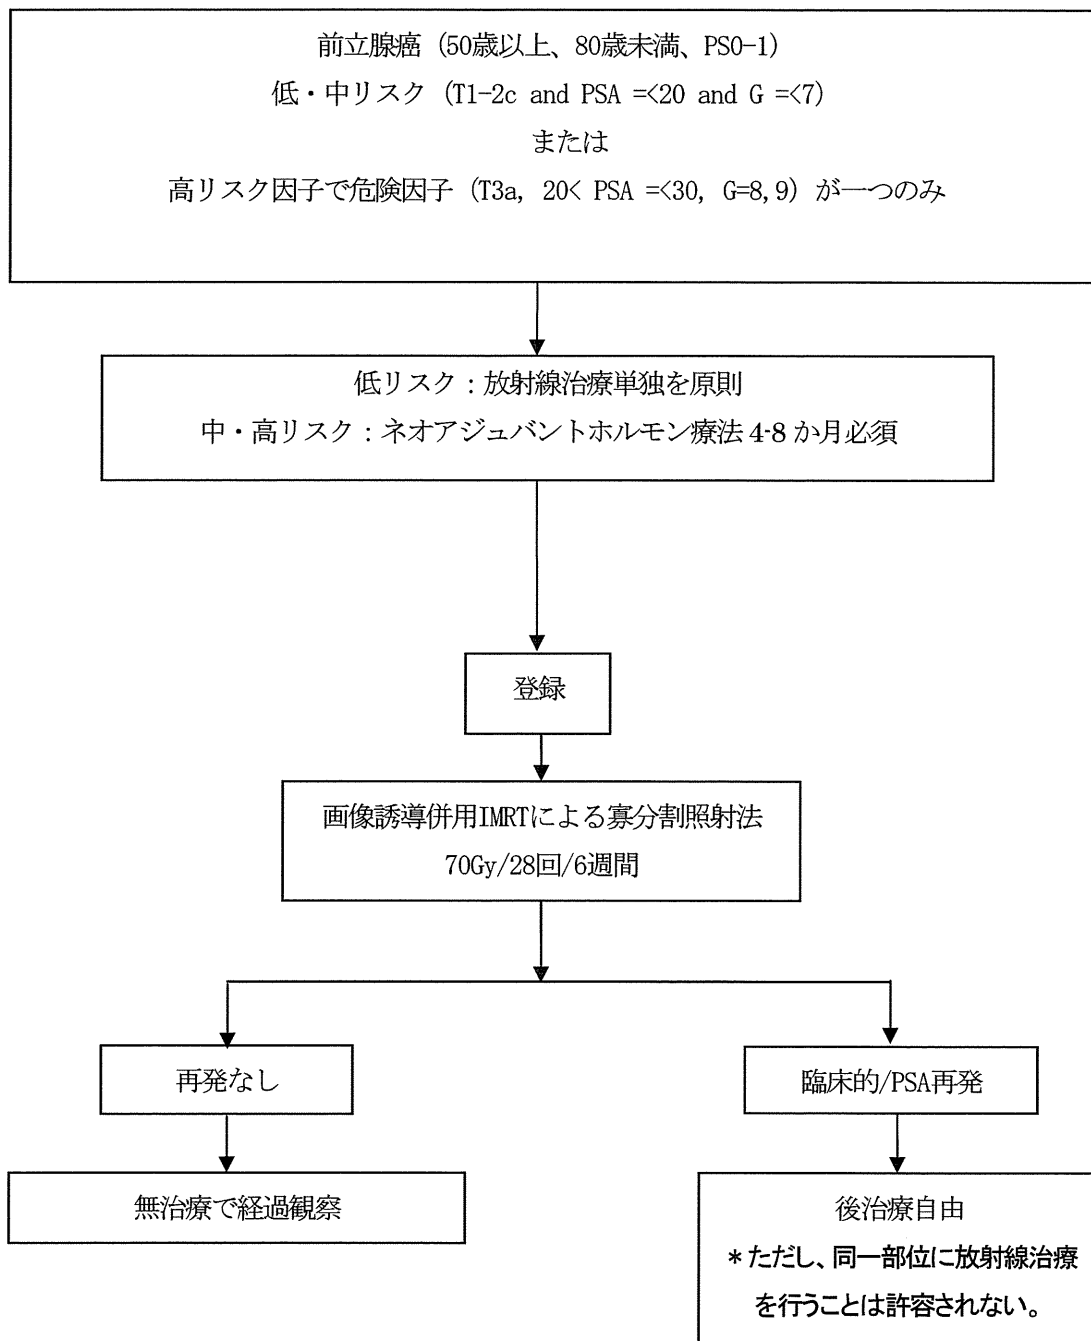 前立腺癌 (50歳以上、80歳未満、PS0-1)
低・中リスク (T1-2c and PSA =<20 and G =<7)
または
高リスク因子で危険因子 (T3a, 20< PSA =<30, G=8,9) が一つのみ
低リスク：放射線治療単独を原則
中・高リスク：ネオアジュバントホルモン療法 4-8 か月必須
登録
画像誘導併用IMRTによる寡分割照射法
70Gy/28回/6週間
再発なし
臨床的/PSA再発
無治療で経過観察
後治療自由
＊ただし、同一部位に放射線治療
を行うことは許容されない。